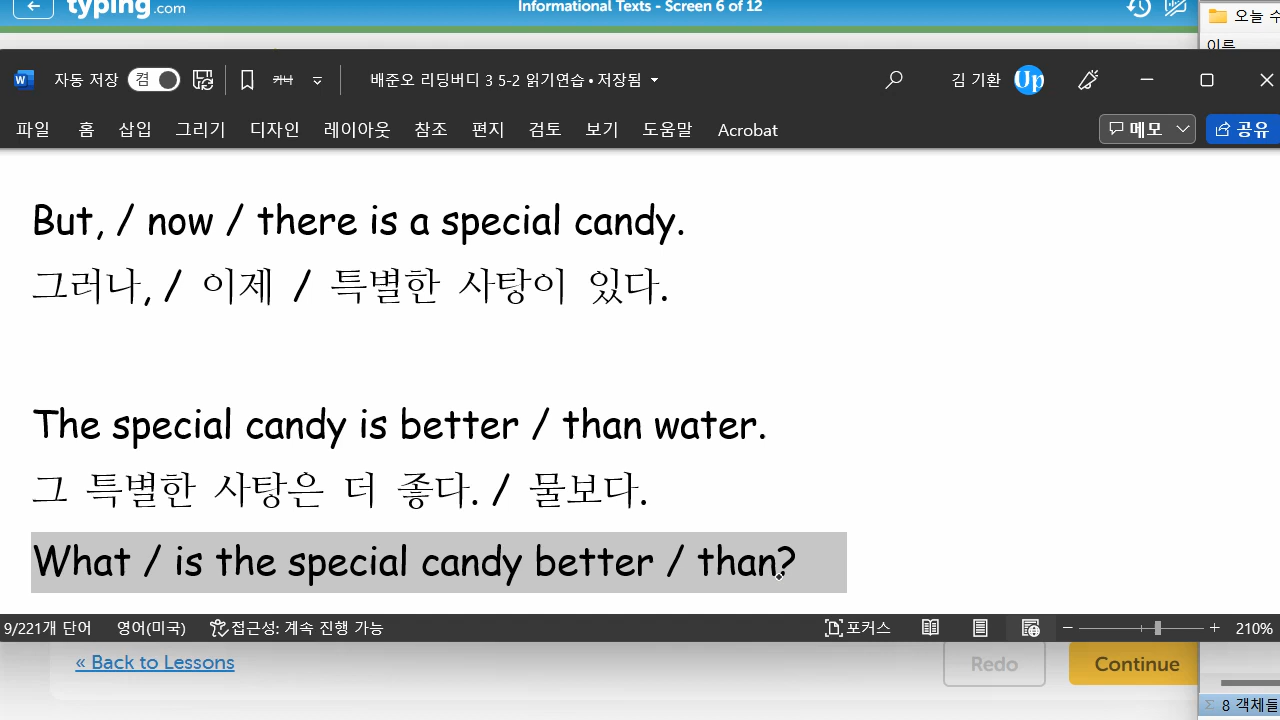 typing.com
Informational Texts - Screen 6 of 12
오늘 수
이름
자동 저장 켬
가나
배준오 리딩버디 3 5-2 읽기연습 • 저장됨
김 기환
Up
파일 홈 삽입 그리기 디자인 레이아웃 참조 편지 검토 보기 도움말 Acrobat
메모 공유
But, / now / there is a special candy.
그러나, / 이제 / 특별한 사탕이 있다.
The special candy is better / than water.
그 특별한 사탕은 더 좋다. / 물보다.
What / is the special candy better / than?
9/221개 단어 영어(미국) 접근성: 계속 진행 가능 포커스 210%
« Back to Lessons
Redo
Continue
8 객체들